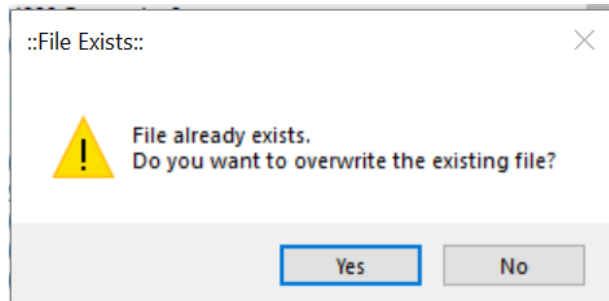 ::File Exists::
File already exists.
Do you want to overwrite the existing file?
Yes
No